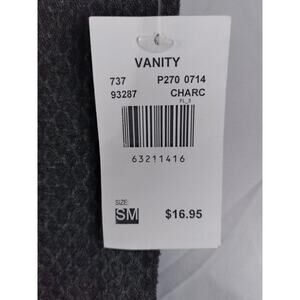 VANITY
737 P270 0714
93287 CHARC
FL_3
63211416
SIZE:
SM
$16.95